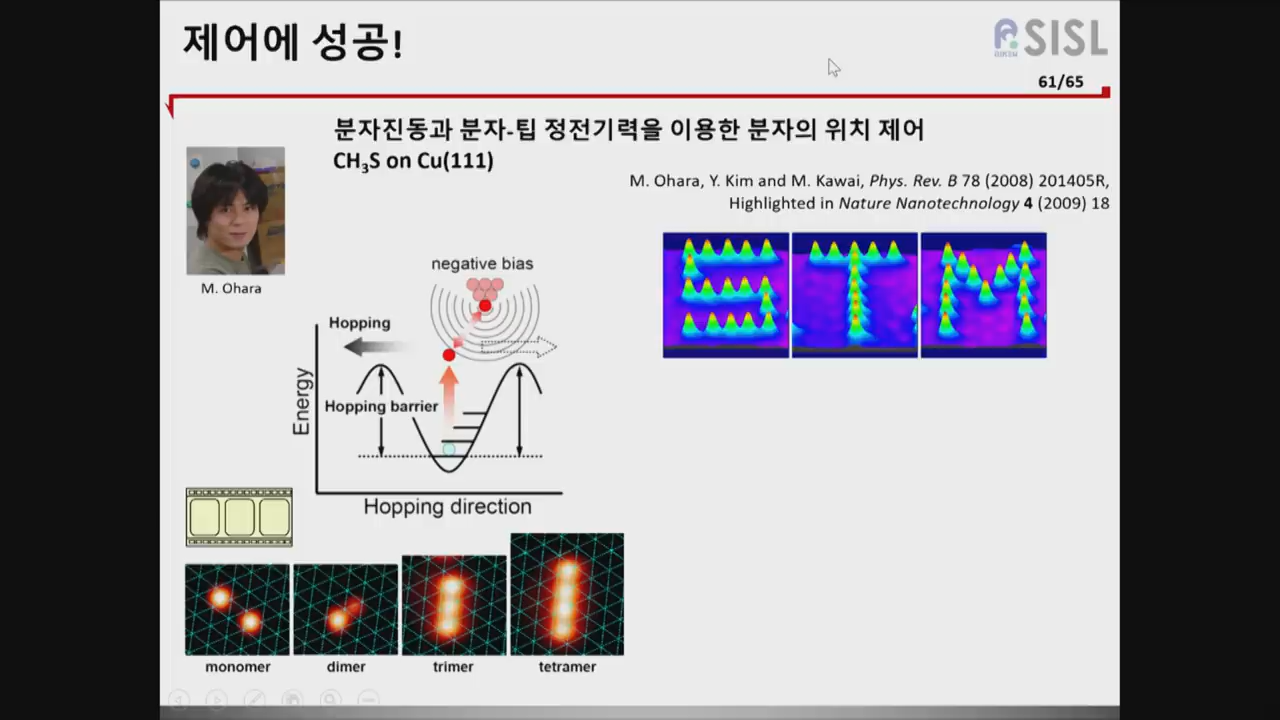 제어에 성공!
SISL
61/65
분자진동과 분자-팁 정전기력을 이용한 분자의 위치 제어
CH₃S on Cu(111)
M. Ohara, Y. Kim and M. Kawai, Phys. Rev. B 78 (2008) 201405R,
Highlighted in Nature Nanotechnology 4 (2009) 18
M. Ohara
negative bias
Hopping
Energy
Hopping barrier
Hopping direction
STM
monomer
dimer
trimer
tetramer